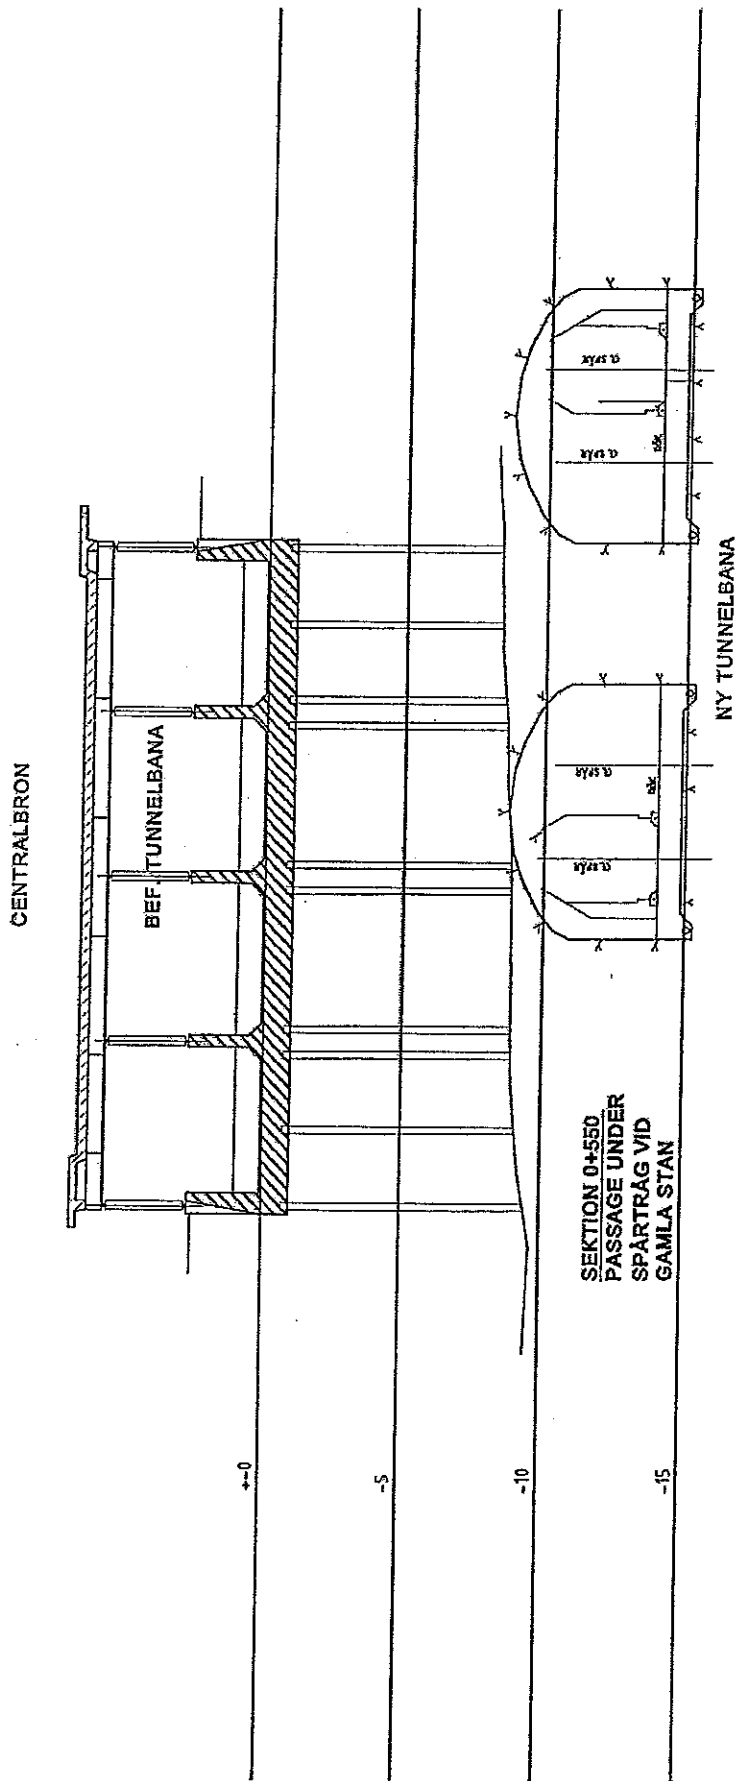 CENTRALBRON
BEF. TUNNELBANA
+-0
-5
-10
-15
SEKTION 0+550
PASSAGE UNDER
SPÅRTRÅG VID
GAMLA STAN
NY TUNNELBANA